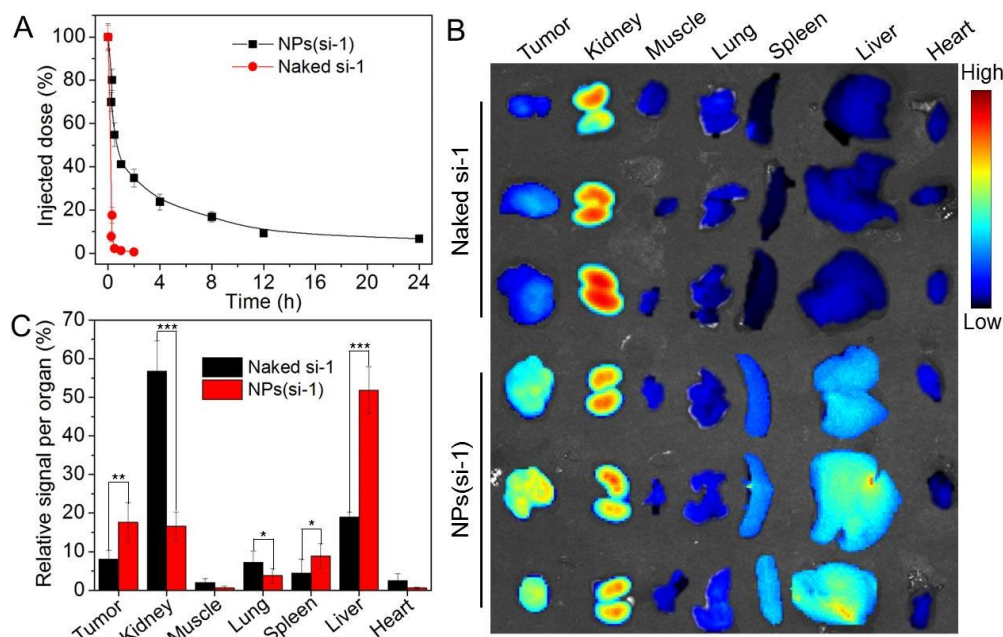 A
NPs(si-1)
Naked si-1
Injected dose (%)
100
80
60
40
20
0
0 4 8 12 16 20 24
Time (h)
B
Tumor Kidney Muscle Lung Spleen Liver Heart
Naked si-1
NPs(si-1)
High
Low
C
Naked si-1
NPs(si-1)
Relative signal per organ (%)
70
60
50
40
30
20
10
0
** *** * * ***
Tumor Kidney Muscle Lung Spleen Liver Heart